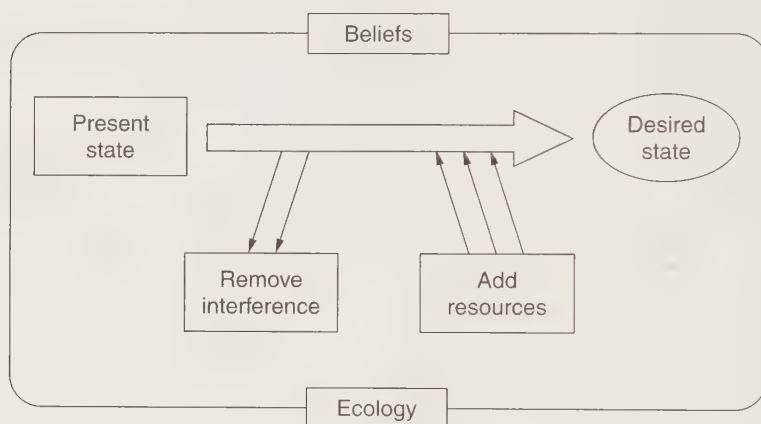 Beliefs
Present
state
Desired
state
Remove
interference
Add
resources
Ecology